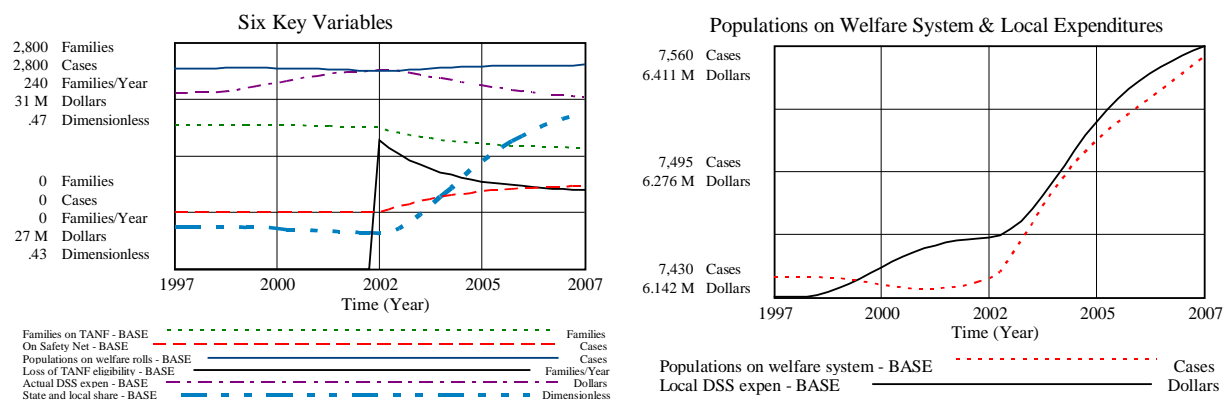 Six Key Variables
2,800 Families
2,800 Cases
240 Families/Year
31 M Dollars
.47 Dimensionless
0 Families
0 Cases
0 Families/Year
27 M Dollars
.43 Dimensionless
1997 2000 2002 2005 2007
Time (Year)
Families on TANF - BASE Families
On Safety Net - BASE Cases
Populations on welfare rolls - BASE Cases
Loss of TANF eligibility - BASE Families/Year
Actual DSS expen - BASE Dollars
State and local share - BASE Dimensionless
Populations on Welfare System & Local Expenditures
7,560 Cases
6.411 M Dollars
7,495 Cases
6.276 M Dollars
7,430 Cases
6.142 M Dollars
1997 2000 2002 2005 2007
Time (Year)
Populations on welfare system - BASE Cases
Local DSS expen - BASE Dollars